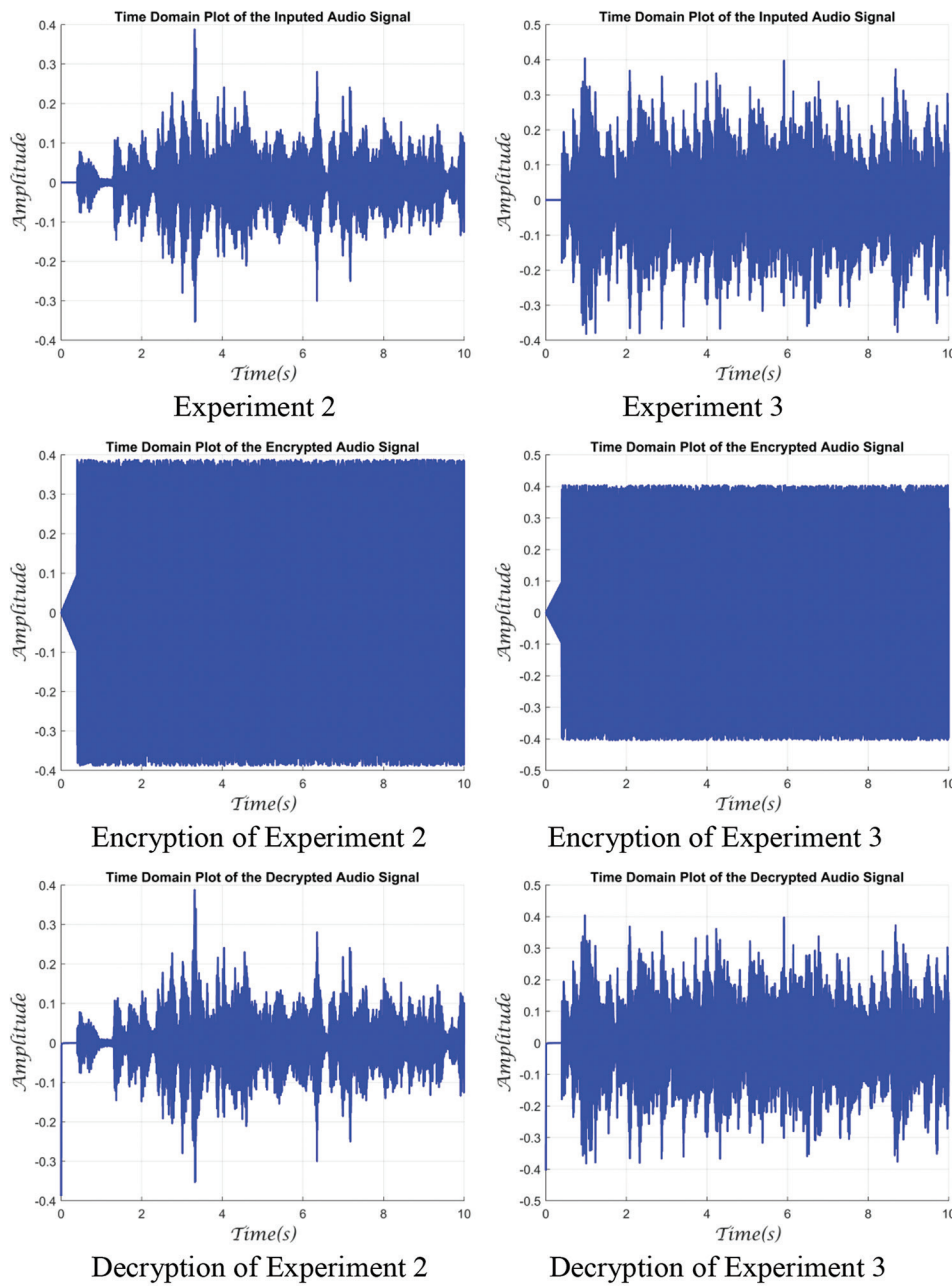 Time Domain Plot of the Inputed Audio Signal
0.4
0.3
0.2
0.1
0
-0.1
-0.2
-0.3
-0.4
Amplitude
0 2 4 6 8 10
Time(s)
Experiment 2
Time Domain Plot of the Inputed Audio Signal
0.5
0.4
0.3
0.2
0.1
0
-0.1
-0.2
-0.3
-0.4
Amplitude
0 2 4 6 8 10
Time(s)
Experiment 3
Time Domain Plot of the Encrypted Audio Signal
0.4
0.3
0.2
0.1
0
-0.1
-0.2
-0.3
-0.4
Amplitude
0 2 4 6 8 10
Time(s)
Encryption of Experiment 2
Time Domain Plot of the Encrypted Audio Signal
0.5
0.4
0.3
0.2
0.1
0
-0.1
-0.2
-0.3
-0.4
-0.5
Amplitude
0 2 4 6 8 10
Time(s)
Encryption of Experiment 3
Time Domain Plot of the Decrypted Audio Signal
0.4
0.3
0.2
0.1
0
-0.1
-0.2
-0.3
-0.4
Amplitude
0 2 4 6 8 10
Time(s)
Decryption of Experiment 2
Time Domain Plot of the Decrypted Audio Signal
0.5
0.4
0.3
0.2
0.1
0
-0.1
-0.2
-0.3
-0.4
-0.5
Amplitude
0 2 4 6 8 10
Time(s)
Decryption of Experiment 3